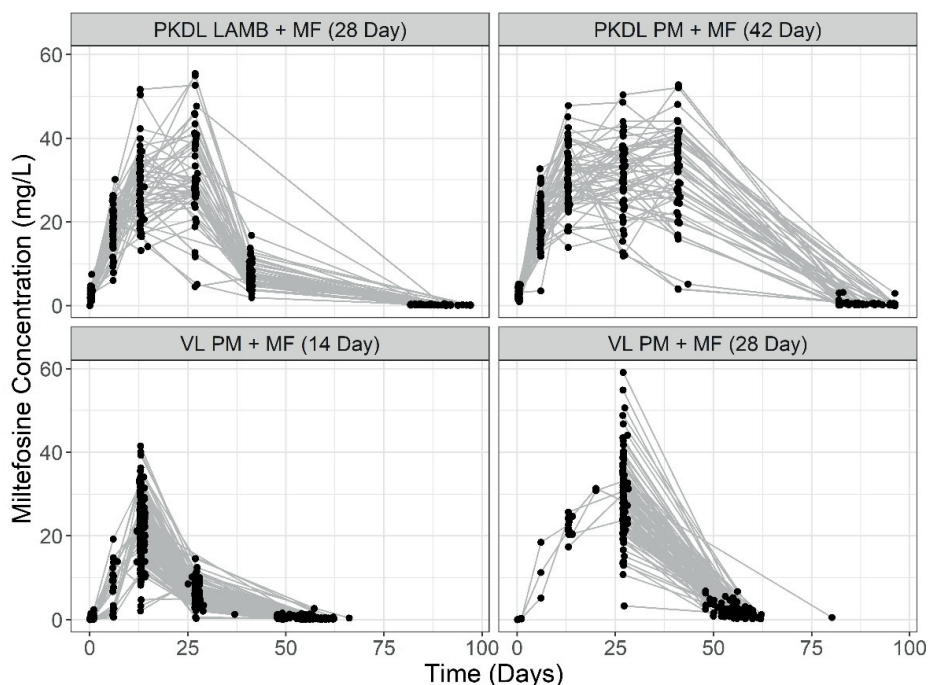 PKDL LAMB + MF (28 Day)
PKDL PM + MF (42 Day)
60
40
20
0
VL PM + MF (14 Day)
VL PM + MF (28 Day)
60
40
20
0
0 25 50 75 100
0 25 50 75 100
Miltefosine Concentration (mg/L)
Time (Days)